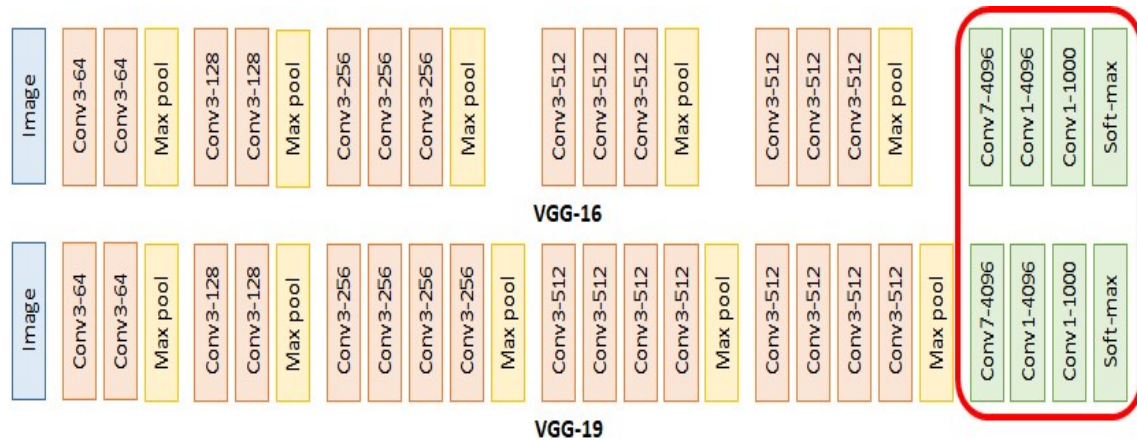 Image
Conv3-64
Conv3-64
Max pool
Conv3-128
Conv3-128
Max pool
Conv3-256
Conv3-256
Conv3-256
Max pool
Conv3-512
Conv3-512
Conv3-512
Max pool
Conv3-512
Conv3-512
Conv3-512
Max pool
Conv7-4096
Conv1-4096
Conv1-1000
Soft-max
VGG-16
Image
Conv3-64
Conv3-64
Max pool
Conv3-128
Conv3-128
Max pool
Conv3-256
Conv3-256
Conv3-256
Conv3-256
Max pool
Conv3-512
Conv3-512
Conv3-512
Conv3-512
Max pool
Conv3-512
Conv3-512
Conv3-512
Conv3-512
Max pool
Conv7-4096
Conv1-4096
Conv1-1000
Soft-max
VGG-19